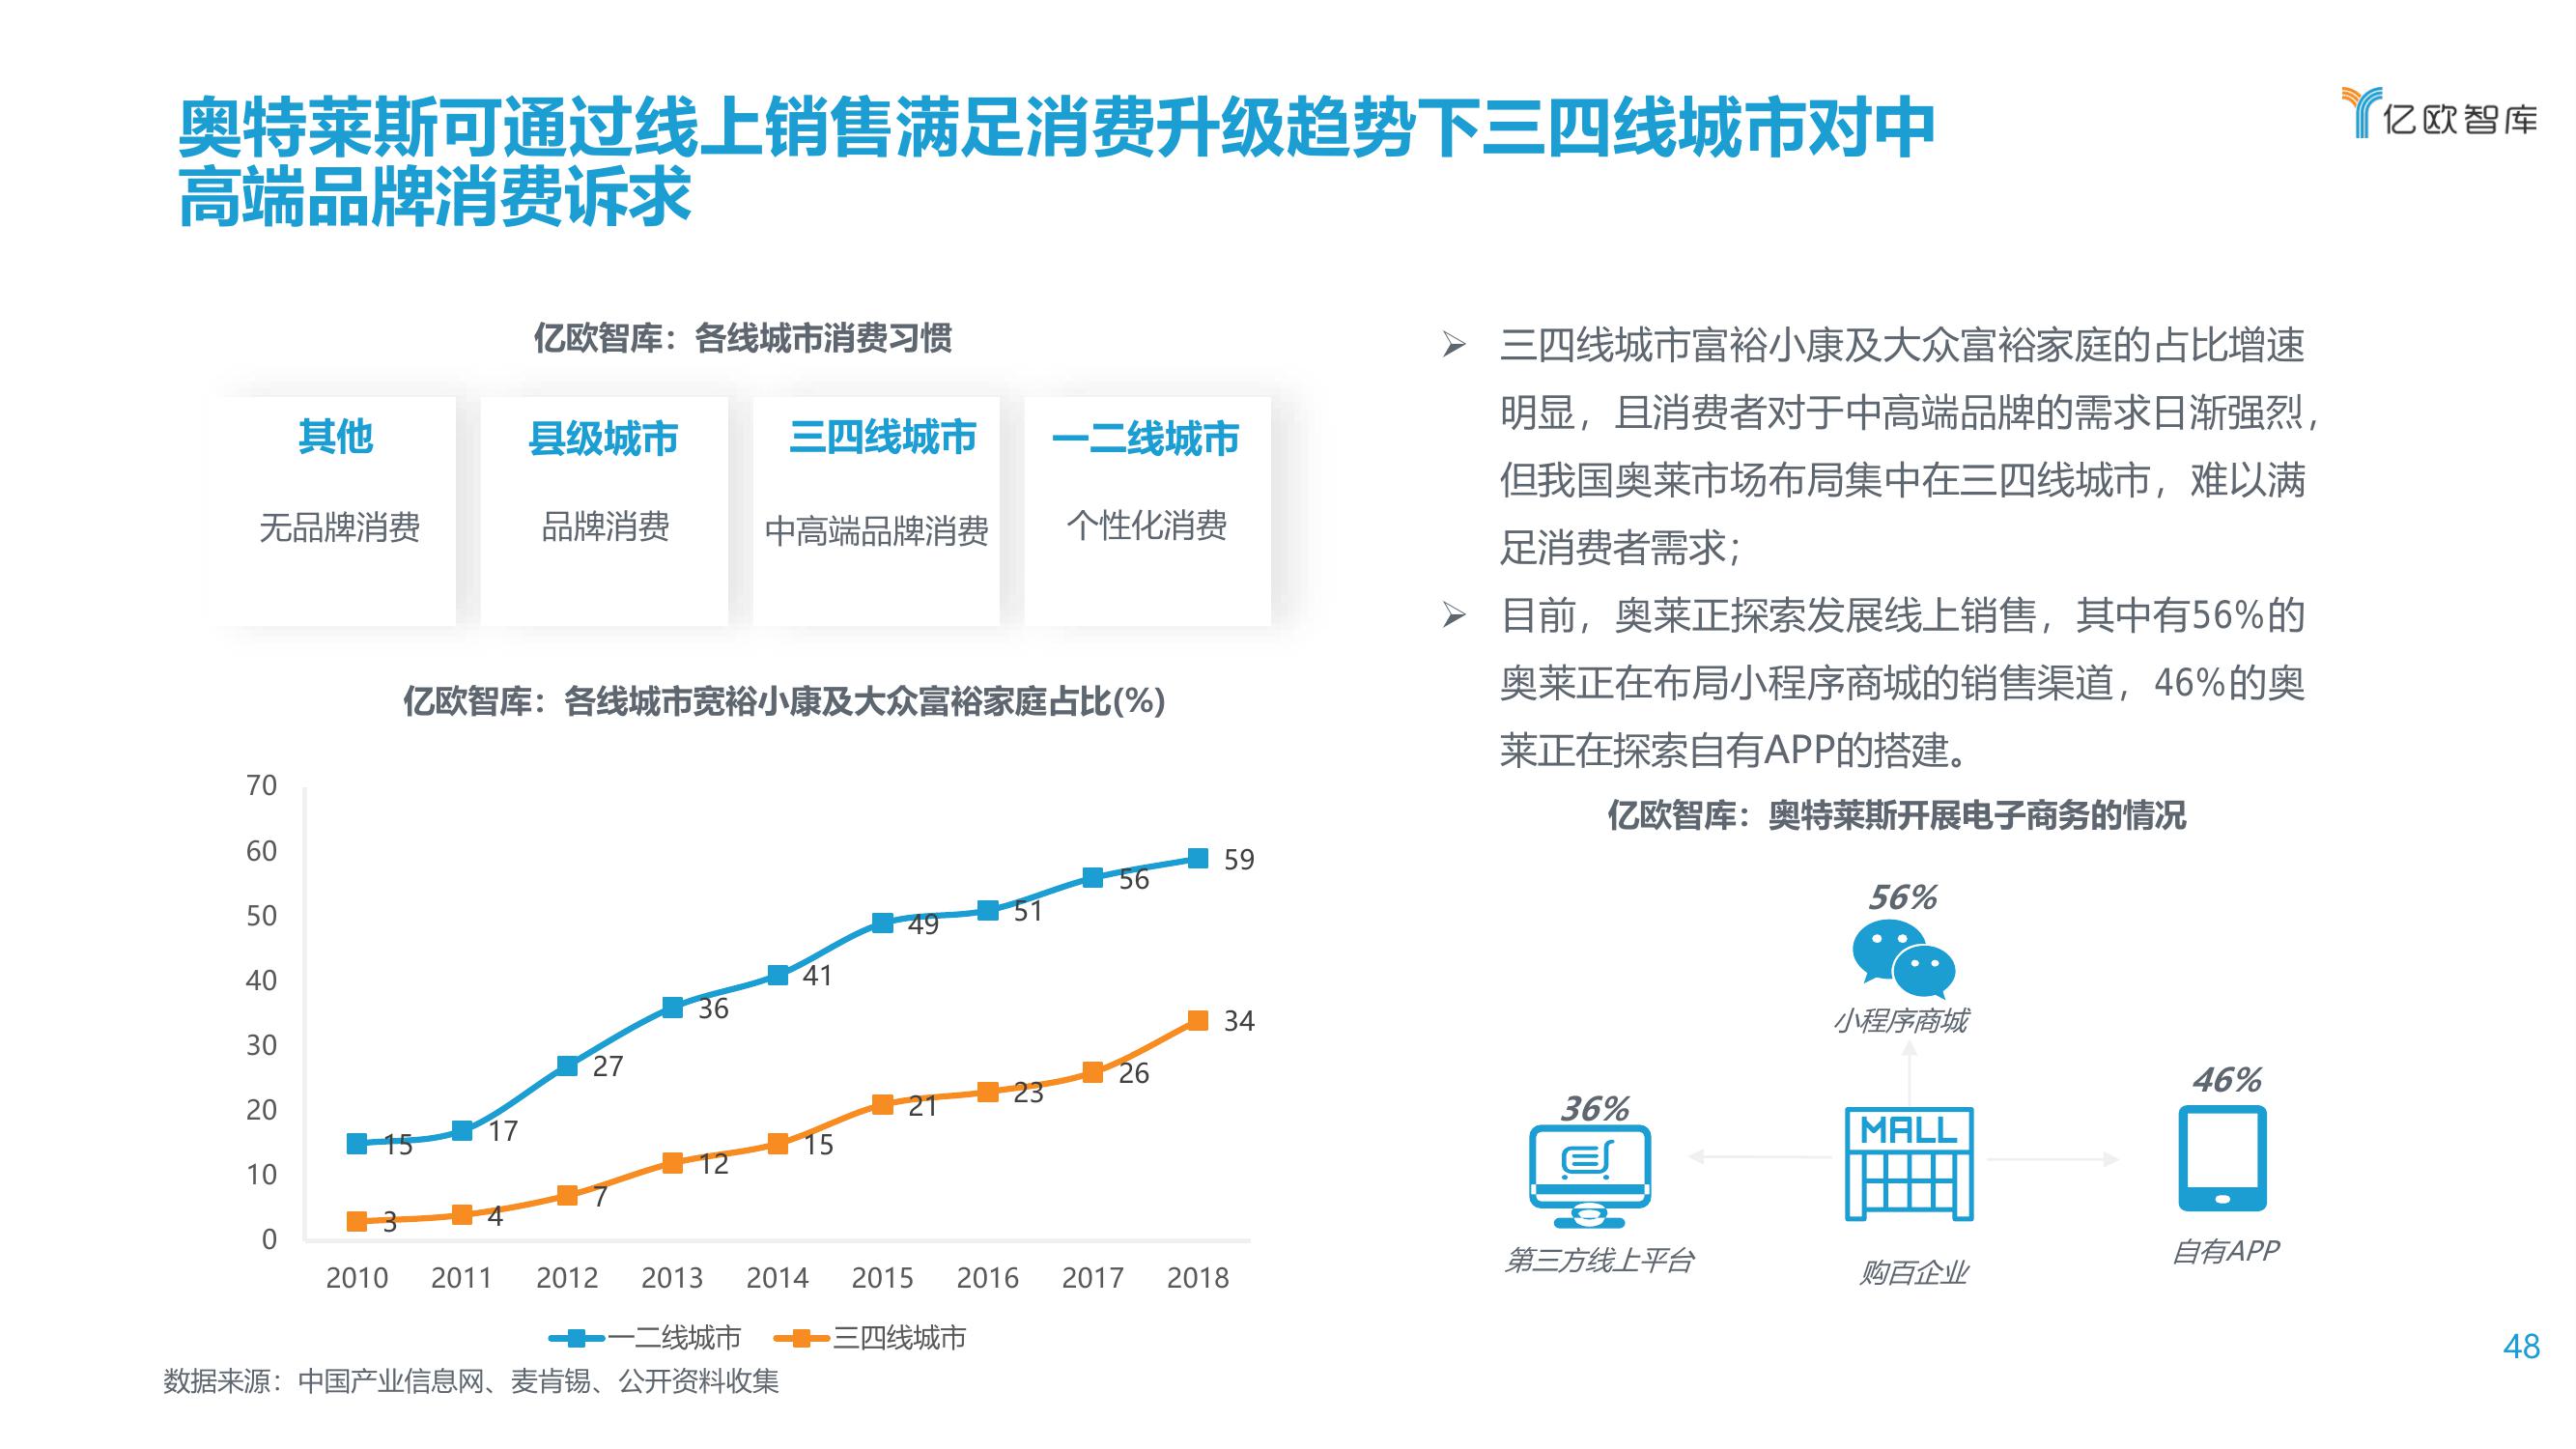 奥特莱斯可通过线上销售满足消费升级趋势下三四线城市对中
高端品牌消费诉求
亿欧智库
亿欧智库：各线城市消费习惯
其他
无品牌消费
县级城市
品牌消费
三四线城市
中高端品牌消费
一二线城市
个性化消费
亿欧智库：各线城市宽裕小康及大众富裕家庭占比(%)
70
60
50
40
30
20
10
0
15
17
27
36
41
49
51
56
59
3
4
7
12
15
21
23
26
34
2010 2011 2012 2013 2014 2015 2016 2017 2018
一二线城市 三四线城市
数据来源：中国产业信息网、麦肯锡、公开资料收集
➢ 三四线城市富裕小康及大众富裕家庭的占比增速
明显，且消费者对于中高端品牌的需求日渐强烈，
但我国奥莱市场布局集中在三四线城市，难以满
足消费者需求；
➢ 目前，奥莱正探索发展线上销售，其中有56%的
奥莱正在布局小程序商城的销售渠道，46%的奥
莱正在探索自有APP的搭建。
亿欧智库：奥特莱斯开展电子商务的情况
56%
小程序商城
36%
第三方线上平台
MALL
购百企业
46%
自有APP
48